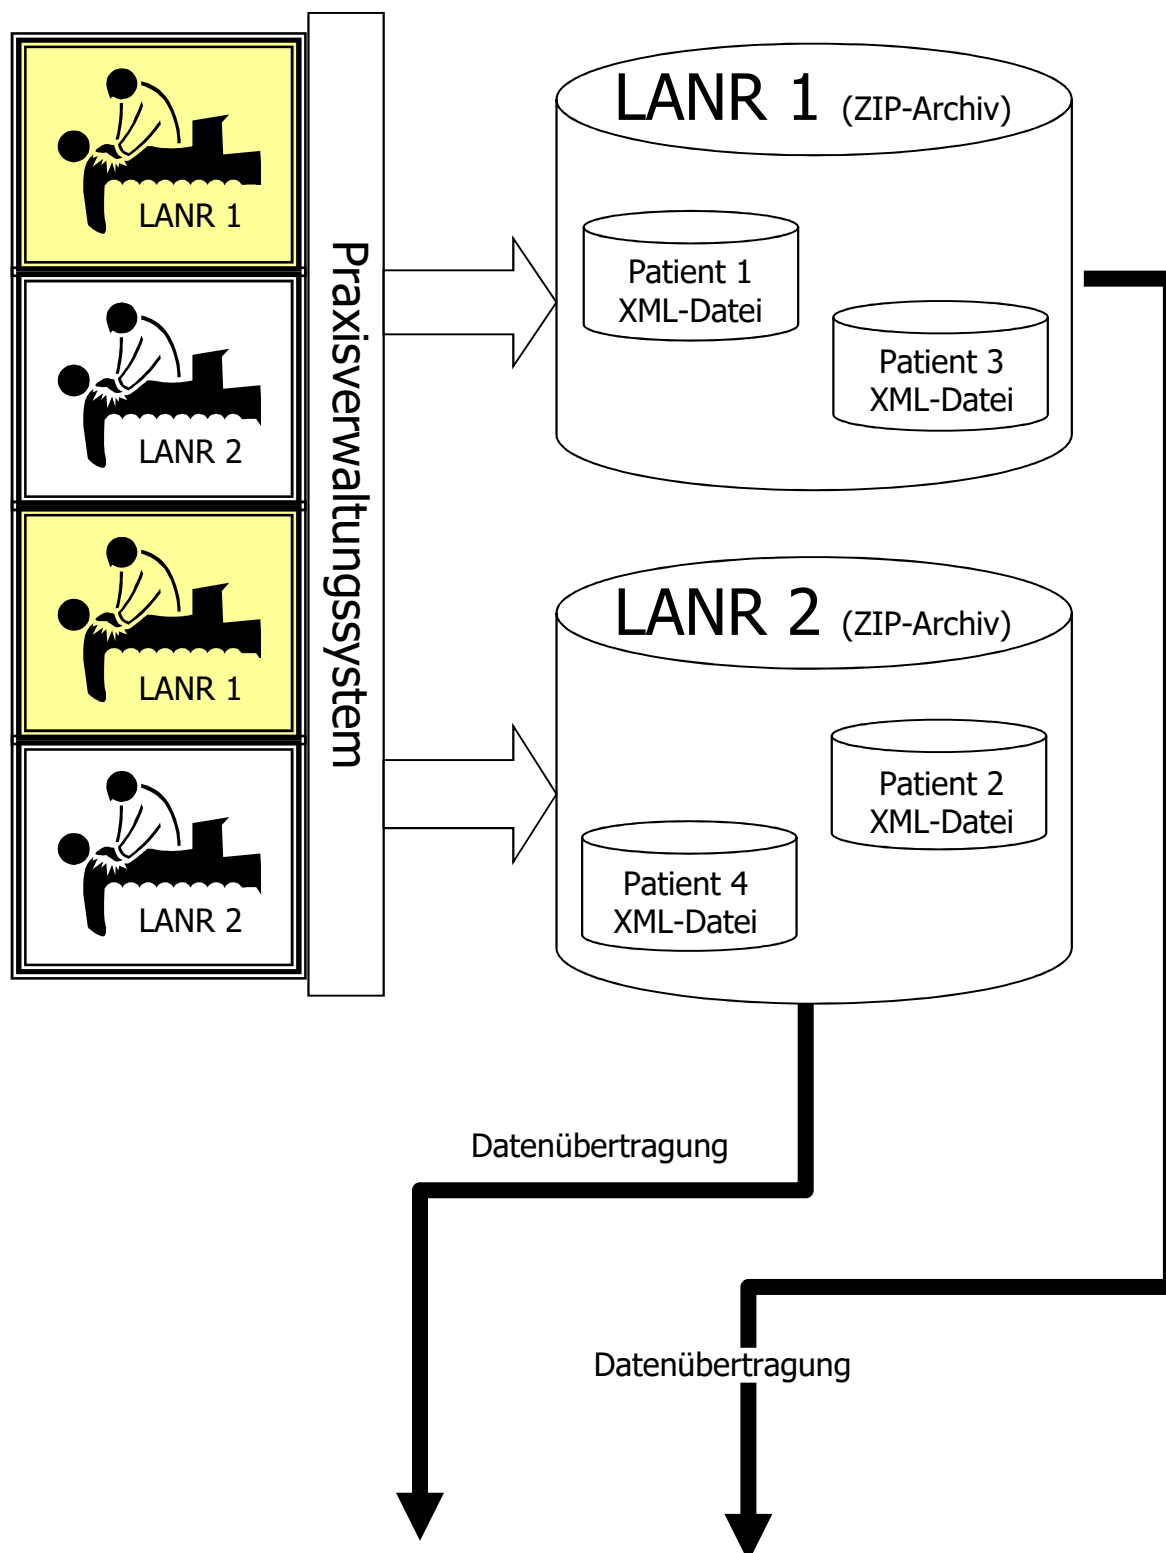 LANR 1
LANR 2
LANR 1
LANR 2
Praxisverwaltungssystem
LANR 1 (ZIP-Archiv)
Patient 1
XML-Datei
Patient 3
XML-Datei
LANR 2 (ZIP-Archiv)
Patient 2
XML-Datei
Patient 4
XML-Datei
Datenübertragung
Datenübertragung